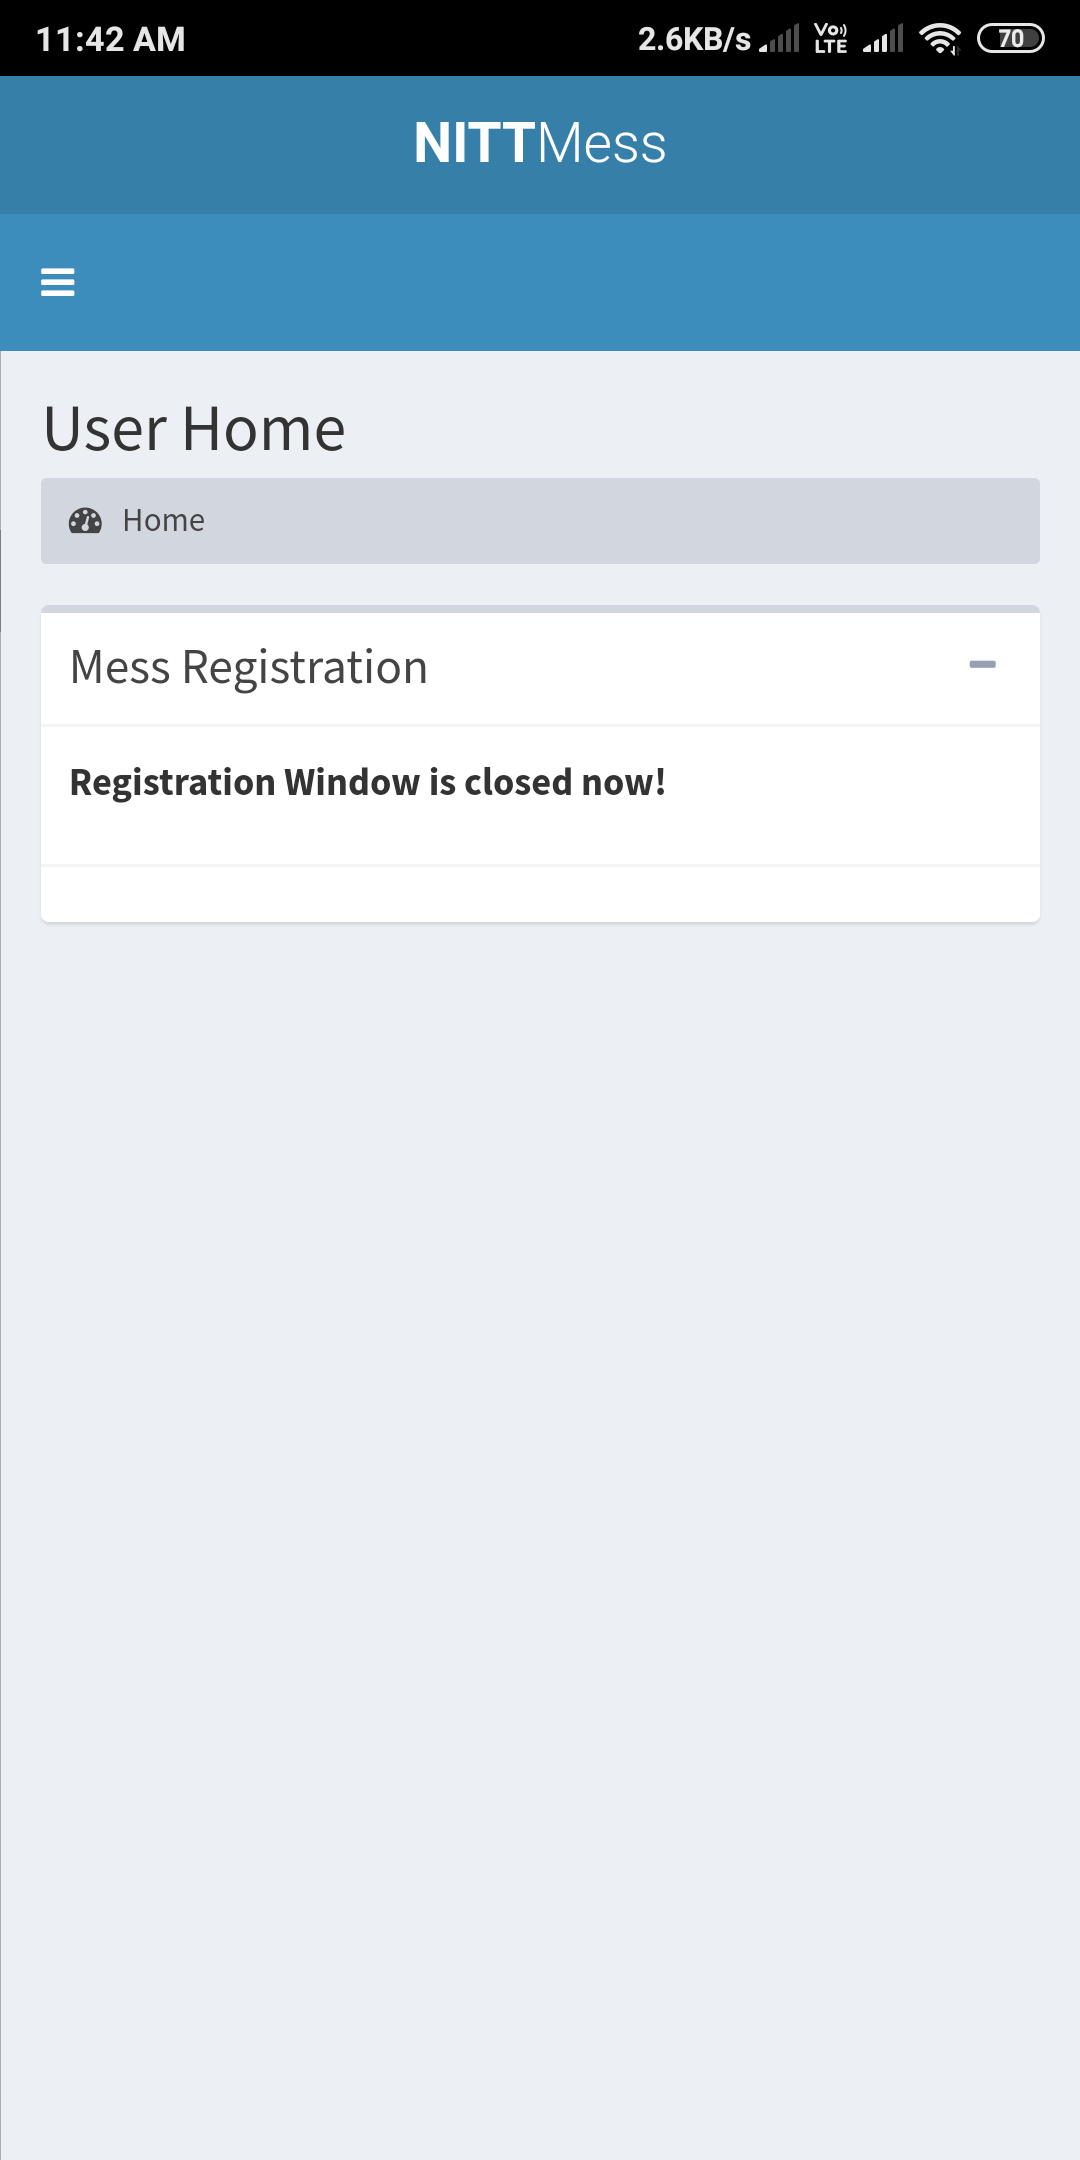 11:42 AM 2.6KB/s Vo)) LTE 70
NITTMess
User Home
Home
Mess Registration
Registration Window is closed now!